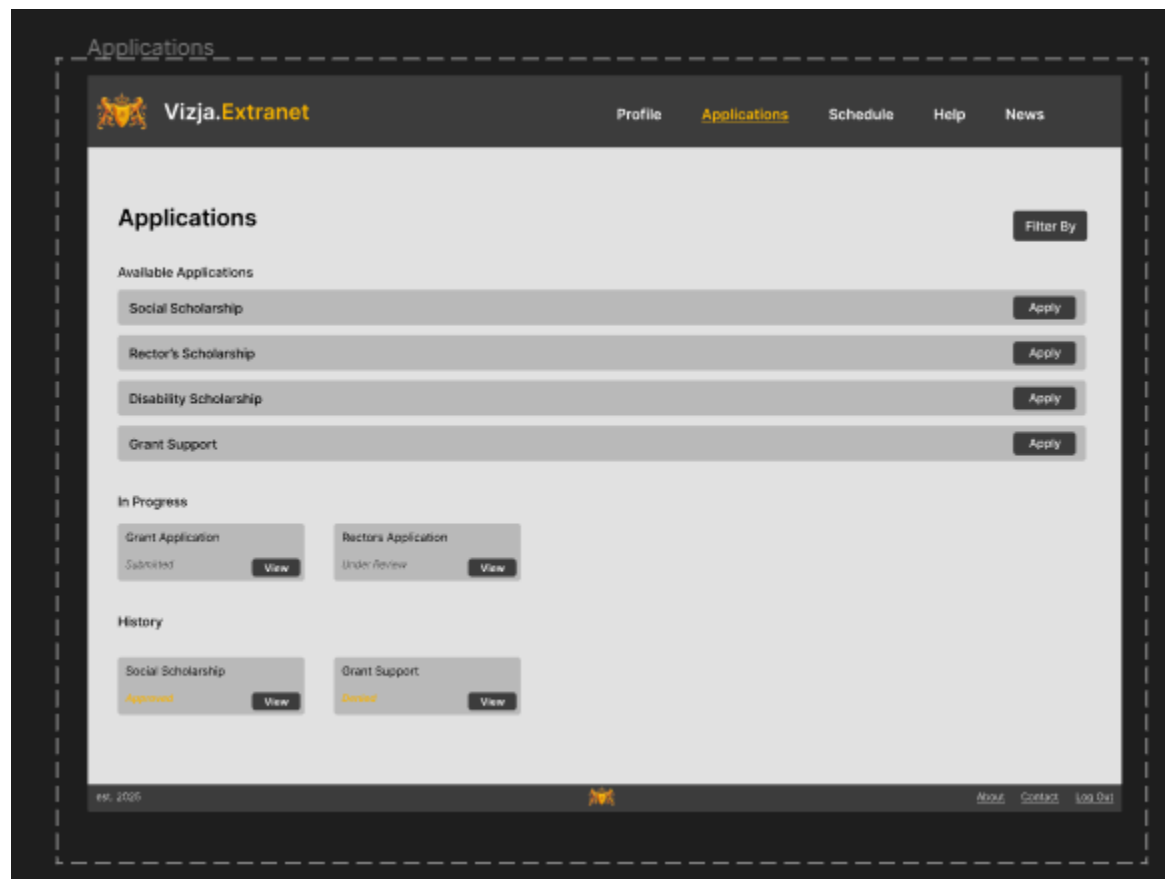 Applications
Vizja.Extranet
Profile Applications Schedule Help News
Applications
Filter By
Available Applications
Social Scholarship Apply
Rector's Scholarship Apply
Disability Scholarship Apply
Grant Support Apply
In Progress
Grant Application
Submitted View
Rectors Application
Under Review View
History
Social Scholarship
Approved View
Grant Support
View
est. 2025
About Contact Log Out